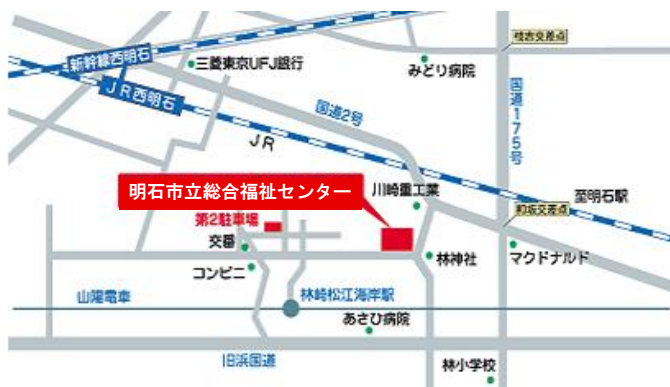 枝吉交差点
新幹線西明石
三菱東京UFJ銀行
みどり病院
JR西明石
国道2号
国道175号
JR
明石市立総合福祉センター
川崎重工業
至明石駅
和坂交差点
第2駐車場
交番
林神社
マクドナルド
コンビニ
山陽電車
林崎松江海岸駅
あさひ病院
旧浜国道
林小学校